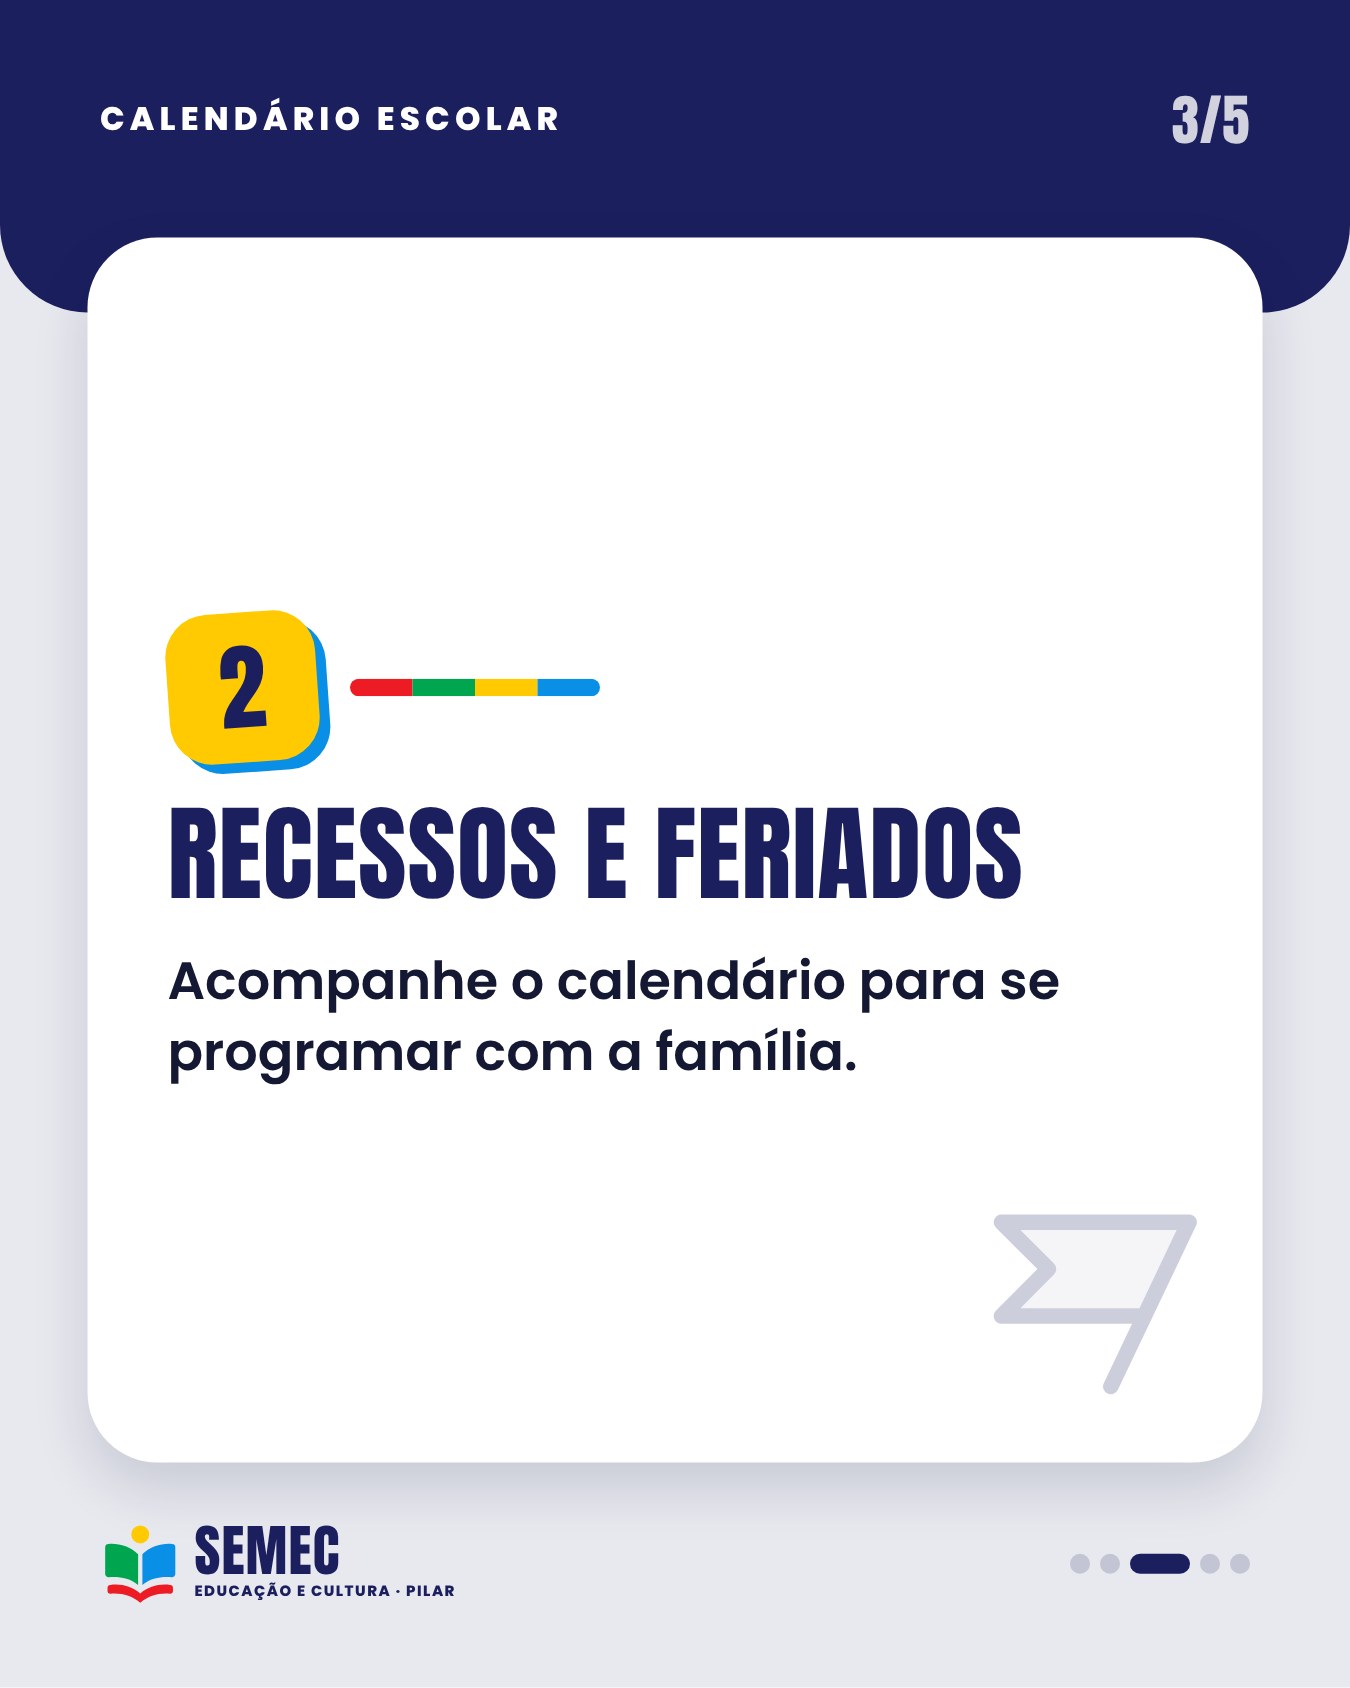 CALENDÁRIO ESCOLAR
3/5
2
RECESSOS E FERIADOS
Acompanhe o calendário para se
programar com a família.
SEMEC
EDUCAÇÃO E CULTURA · PILAR